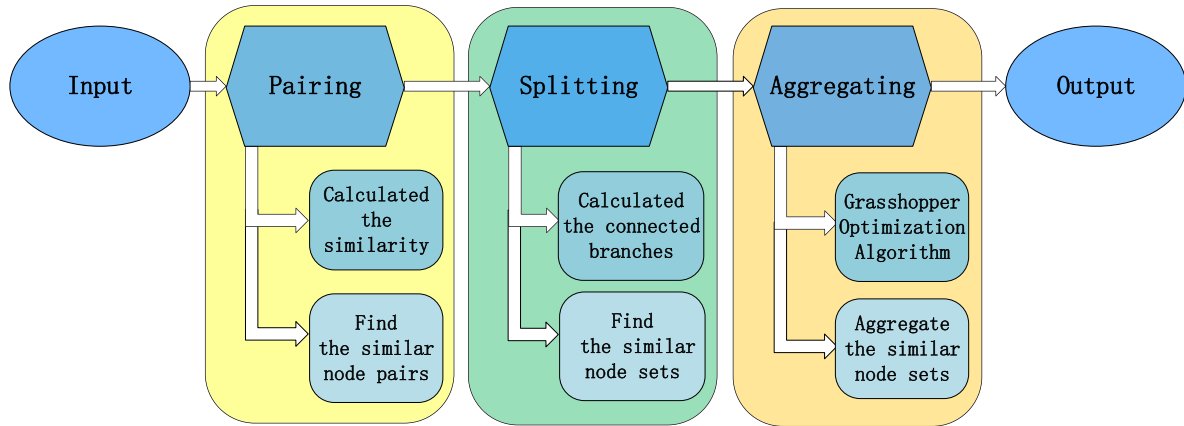 Input
Pairing
Splitting
Aggregating
Output
Calculated
the
similarity
Find
the similar
node pairs
Calculated
the connected
branches
Find
the similar
node sets
Grasshopper
Optimization
Algorithm
Aggregate
the similar
node sets